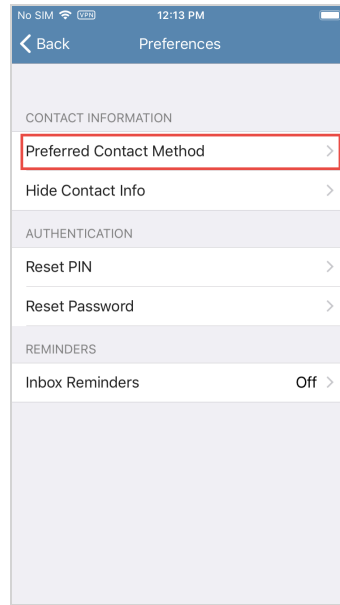 No SIM VPN 12:13 PM
Back Preferences
CONTACT INFORMATION
Preferred Contact Method
Hide Contact Info
AUTHENTICATION
Reset PIN
Reset Password
REMINDERS
Inbox Reminders Off